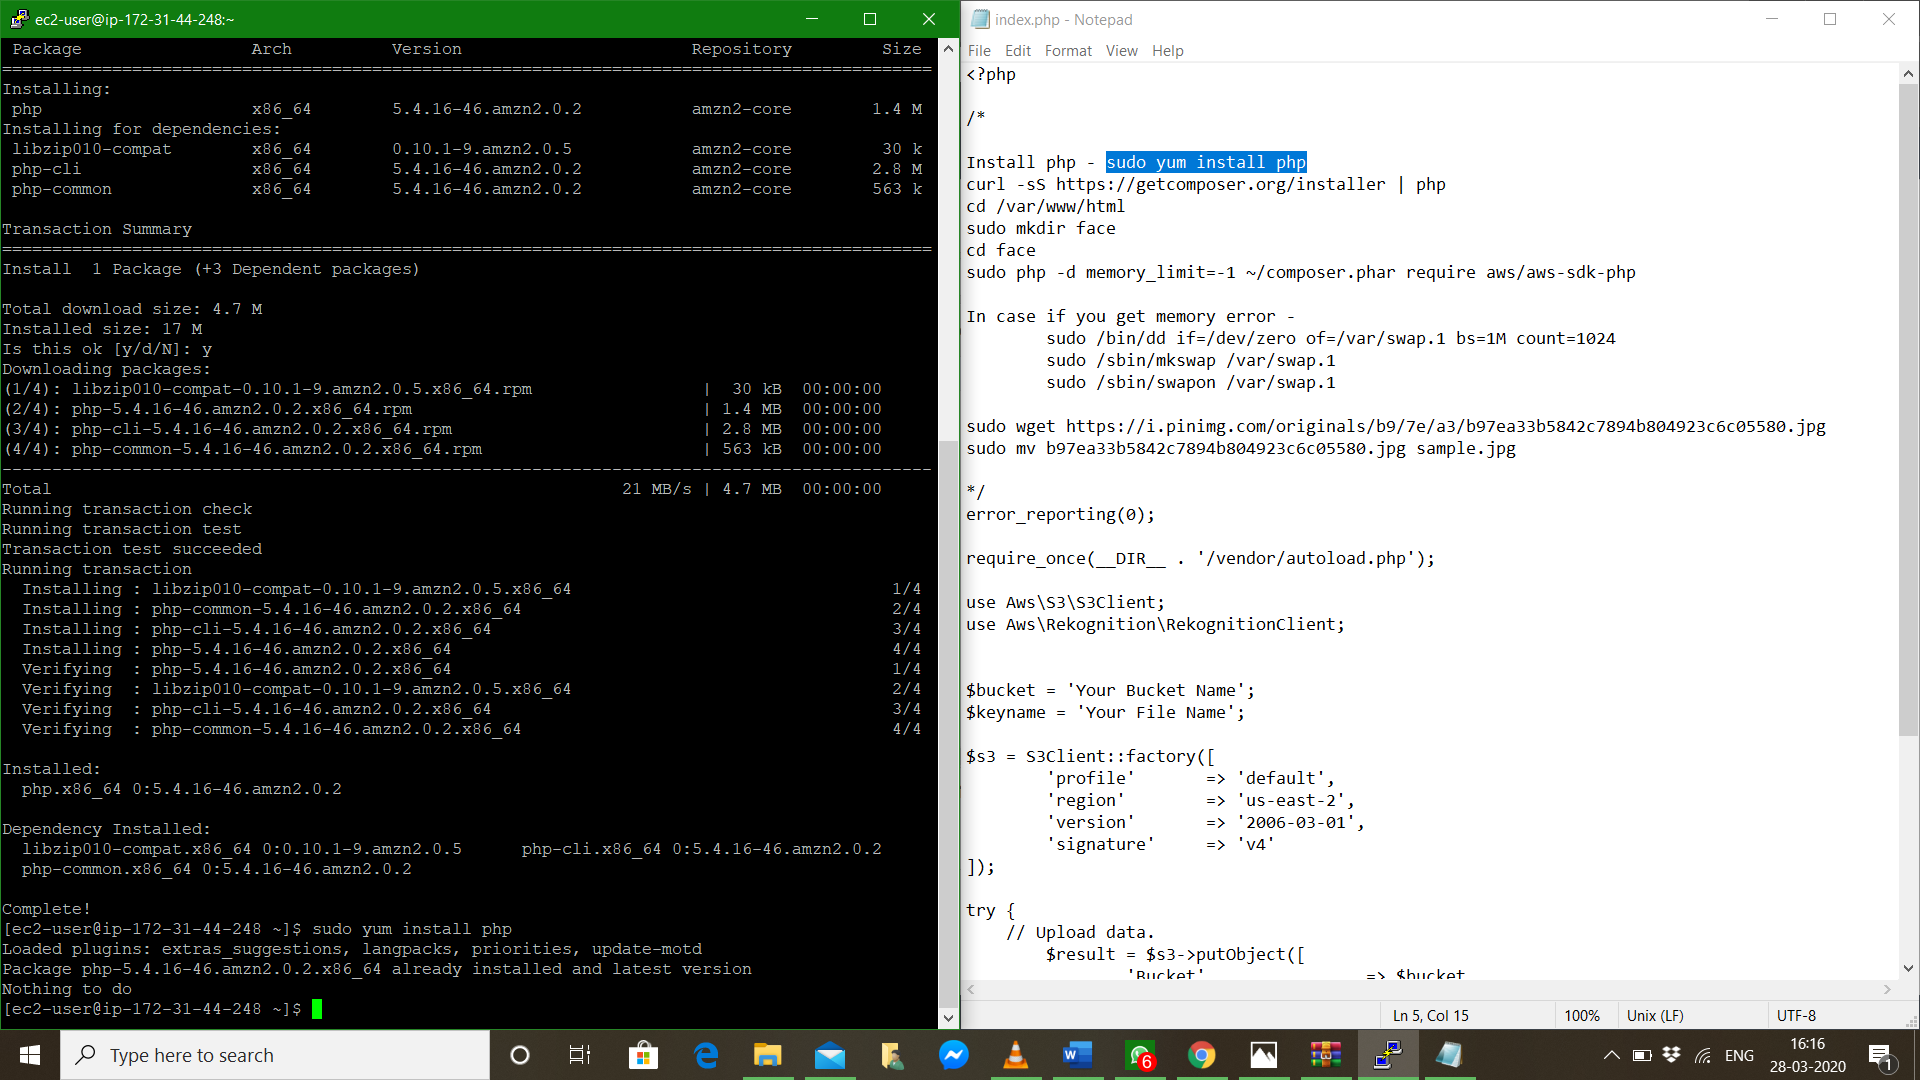 ec2-user@ip-172-31-44-248:~
Package Arch Version Repository Size
================================================================================
Installing:
php x86_64 5.4.16-46.amzn2.0.2 amzn2-core 1.4 M
Installing for dependencies:
libzip010-compat x86_64 0.10.1-9.amzn2.0.5 amzn2-core 30 k
php-cli x86_64 5.4.16-46.amzn2.0.2 amzn2-core 2.8 M
php-common x86_64 5.4.16-46.amzn2.0.2 amzn2-core 563 k
Transaction Summary
================================================================================
Install 1 Package (+3 Dependent packages)
Total download size: 4.7 M
Installed size: 17 M
Is this ok [y/d/N]: y
Downloading packages:
(1/4): libzip010-compat-0.10.1-9.amzn2.0.5.x86_64.rpm | 30 kB 00:00:00
(2/4): php-5.4.16-46.amzn2.0.2.x86_64.rpm | 1.4 MB 00:00:00
(3/4): php-cli-5.4.16-46.amzn2.0.2.x86_64.rpm | 2.8 MB 00:00:00
(4/4): php-common-5.4.16-46.amzn2.0.2.x86_64.rpm | 563 kB 00:00:00
--------------------------------------------------------------------------------
Total 21 MB/s | 4.7 MB 00:00:00
Running transaction check
Running transaction test
Transaction test succeeded
Running transaction
Installing : libzip010-compat-0.10.1-9.amzn2.0.5.x86_64 1/4
Installing : php-common-5.4.16-46.amzn2.0.2.x86_64 2/4
Installing : php-cli-5.4.16-46.amzn2.0.2.x86_64 3/4
Installing : php-5.4.16-46.amzn2.0.2.x86_64 4/4
Verifying : php-5.4.16-46.amzn2.0.2.x86_64 1/4
Verifying : libzip010-compat-0.10.1-9.amzn2.0.5.x86_64 2/4
Verifying : php-cli-5.4.16-46.amzn2.0.2.x86_64 3/4
Verifying : php-common-5.4.16-46.amzn2.0.2.x86_64 4/4
Installed:
php.x86_64 0:5.4.16-46.amzn2.0.2
Dependency Installed:
libzip010-compat.x86_64 0:0.10.1-9.amzn2.0.5 php-cli.x86_64 0:5.4.16-46.amzn2.0.2
php-common.x86_64 0:5.4.16-46.amzn2.0.2
Complete!
[ec2-user@ip-172-31-44-248 ~]$ sudo yum install php
Loaded plugins: extras_suggestions, langpacks, priorities, update-motd
Package php-5.4.16-46.amzn2.0.2.x86_64 already installed and latest version
Nothing to do
[ec2-user@ip-172-31-44-248 ~]$
index.php - Notepad
File Edit Format View Help
<?php
/*
Install php - sudo yum install php
curl -sS https://getcomposer.org/installer | php
cd /var/www/html
sudo mkdir face
cd face
sudo php -d memory_limit=-1 ~/composer.phar require aws/aws-sdk-php
In case if you get memory error -
sudo /bin/dd if=/dev/zero of=/var/swap.1 bs=1M count=1024
sudo /sbin/mkswap /var/swap.1
sudo /sbin/swapon /var/swap.1
sudo wget https://i.pinimg.com/originals/b9/7e/a3/b97ea33b5842c7894b804923c6c05580.jpg
sudo mv b97ea33b5842c7894b804923c6c05580.jpg sample.jpg
*/
error_reporting(0);
require_once(__DIR__ . '/vendor/autoload.php');
use Aws\S3\S3Client;
use Aws\Rekognition\RekognitionClient;
$bucket = 'Your Bucket Name';
$keyname = 'Your File Name';
$s3 = S3Client::factory([
'profile' => 'default',
'region' => 'us-east-2',
'version' => '2006-03-01',
'signature' => 'v4'
]);
try {
// Upload data.
$result = $s3->putObject([
'Bucket' => $bucket
Ln 5, Col 15 100% Unix (LF) UTF-8
Type here to search
6
ENG
16:16
28-03-2020
1